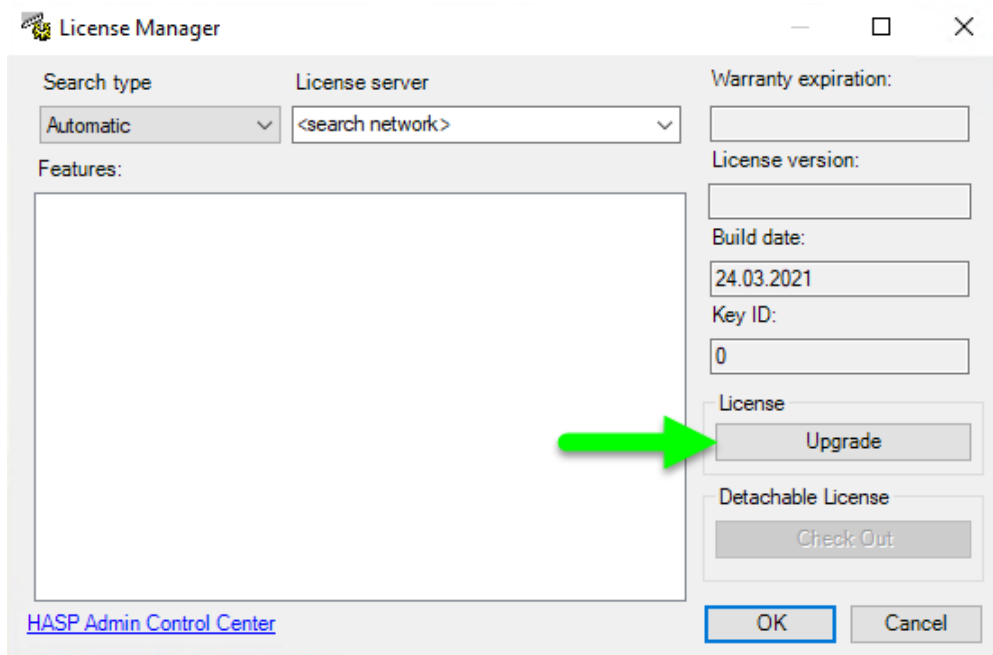 License Manager
Search type
License server
Warranty expiration:
Automatic
<search network>
Features:
License version:
Build date:
24.03.2021
Key ID:
0
License
Upgrade
Detachable License
Check Out
HASP Admin Control Center
OK
Cancel